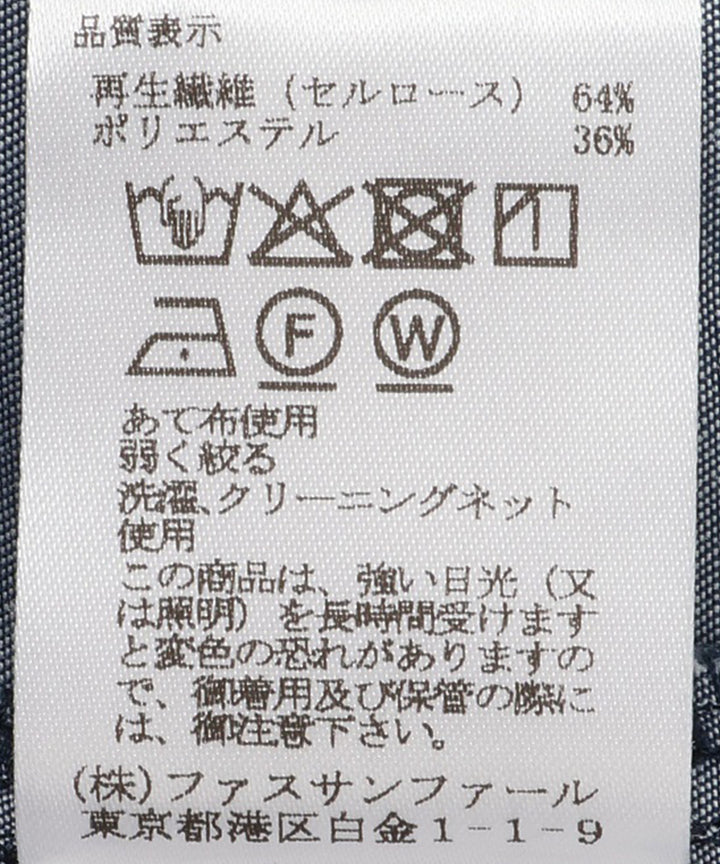 品質表示
再生繊維（セルロース） 64%
ポリエステル 36%
F W
あて布使用
弱く絞る
洗濯、クリーニングネット
使用
この商品は、強い日光（又
は照明）を長時間受けます
と変色の恐れがありますの
で、御着用及び保管の際に
は、御注意下さい。
(株)ファスサンファール
東京都港区白金1-1-9